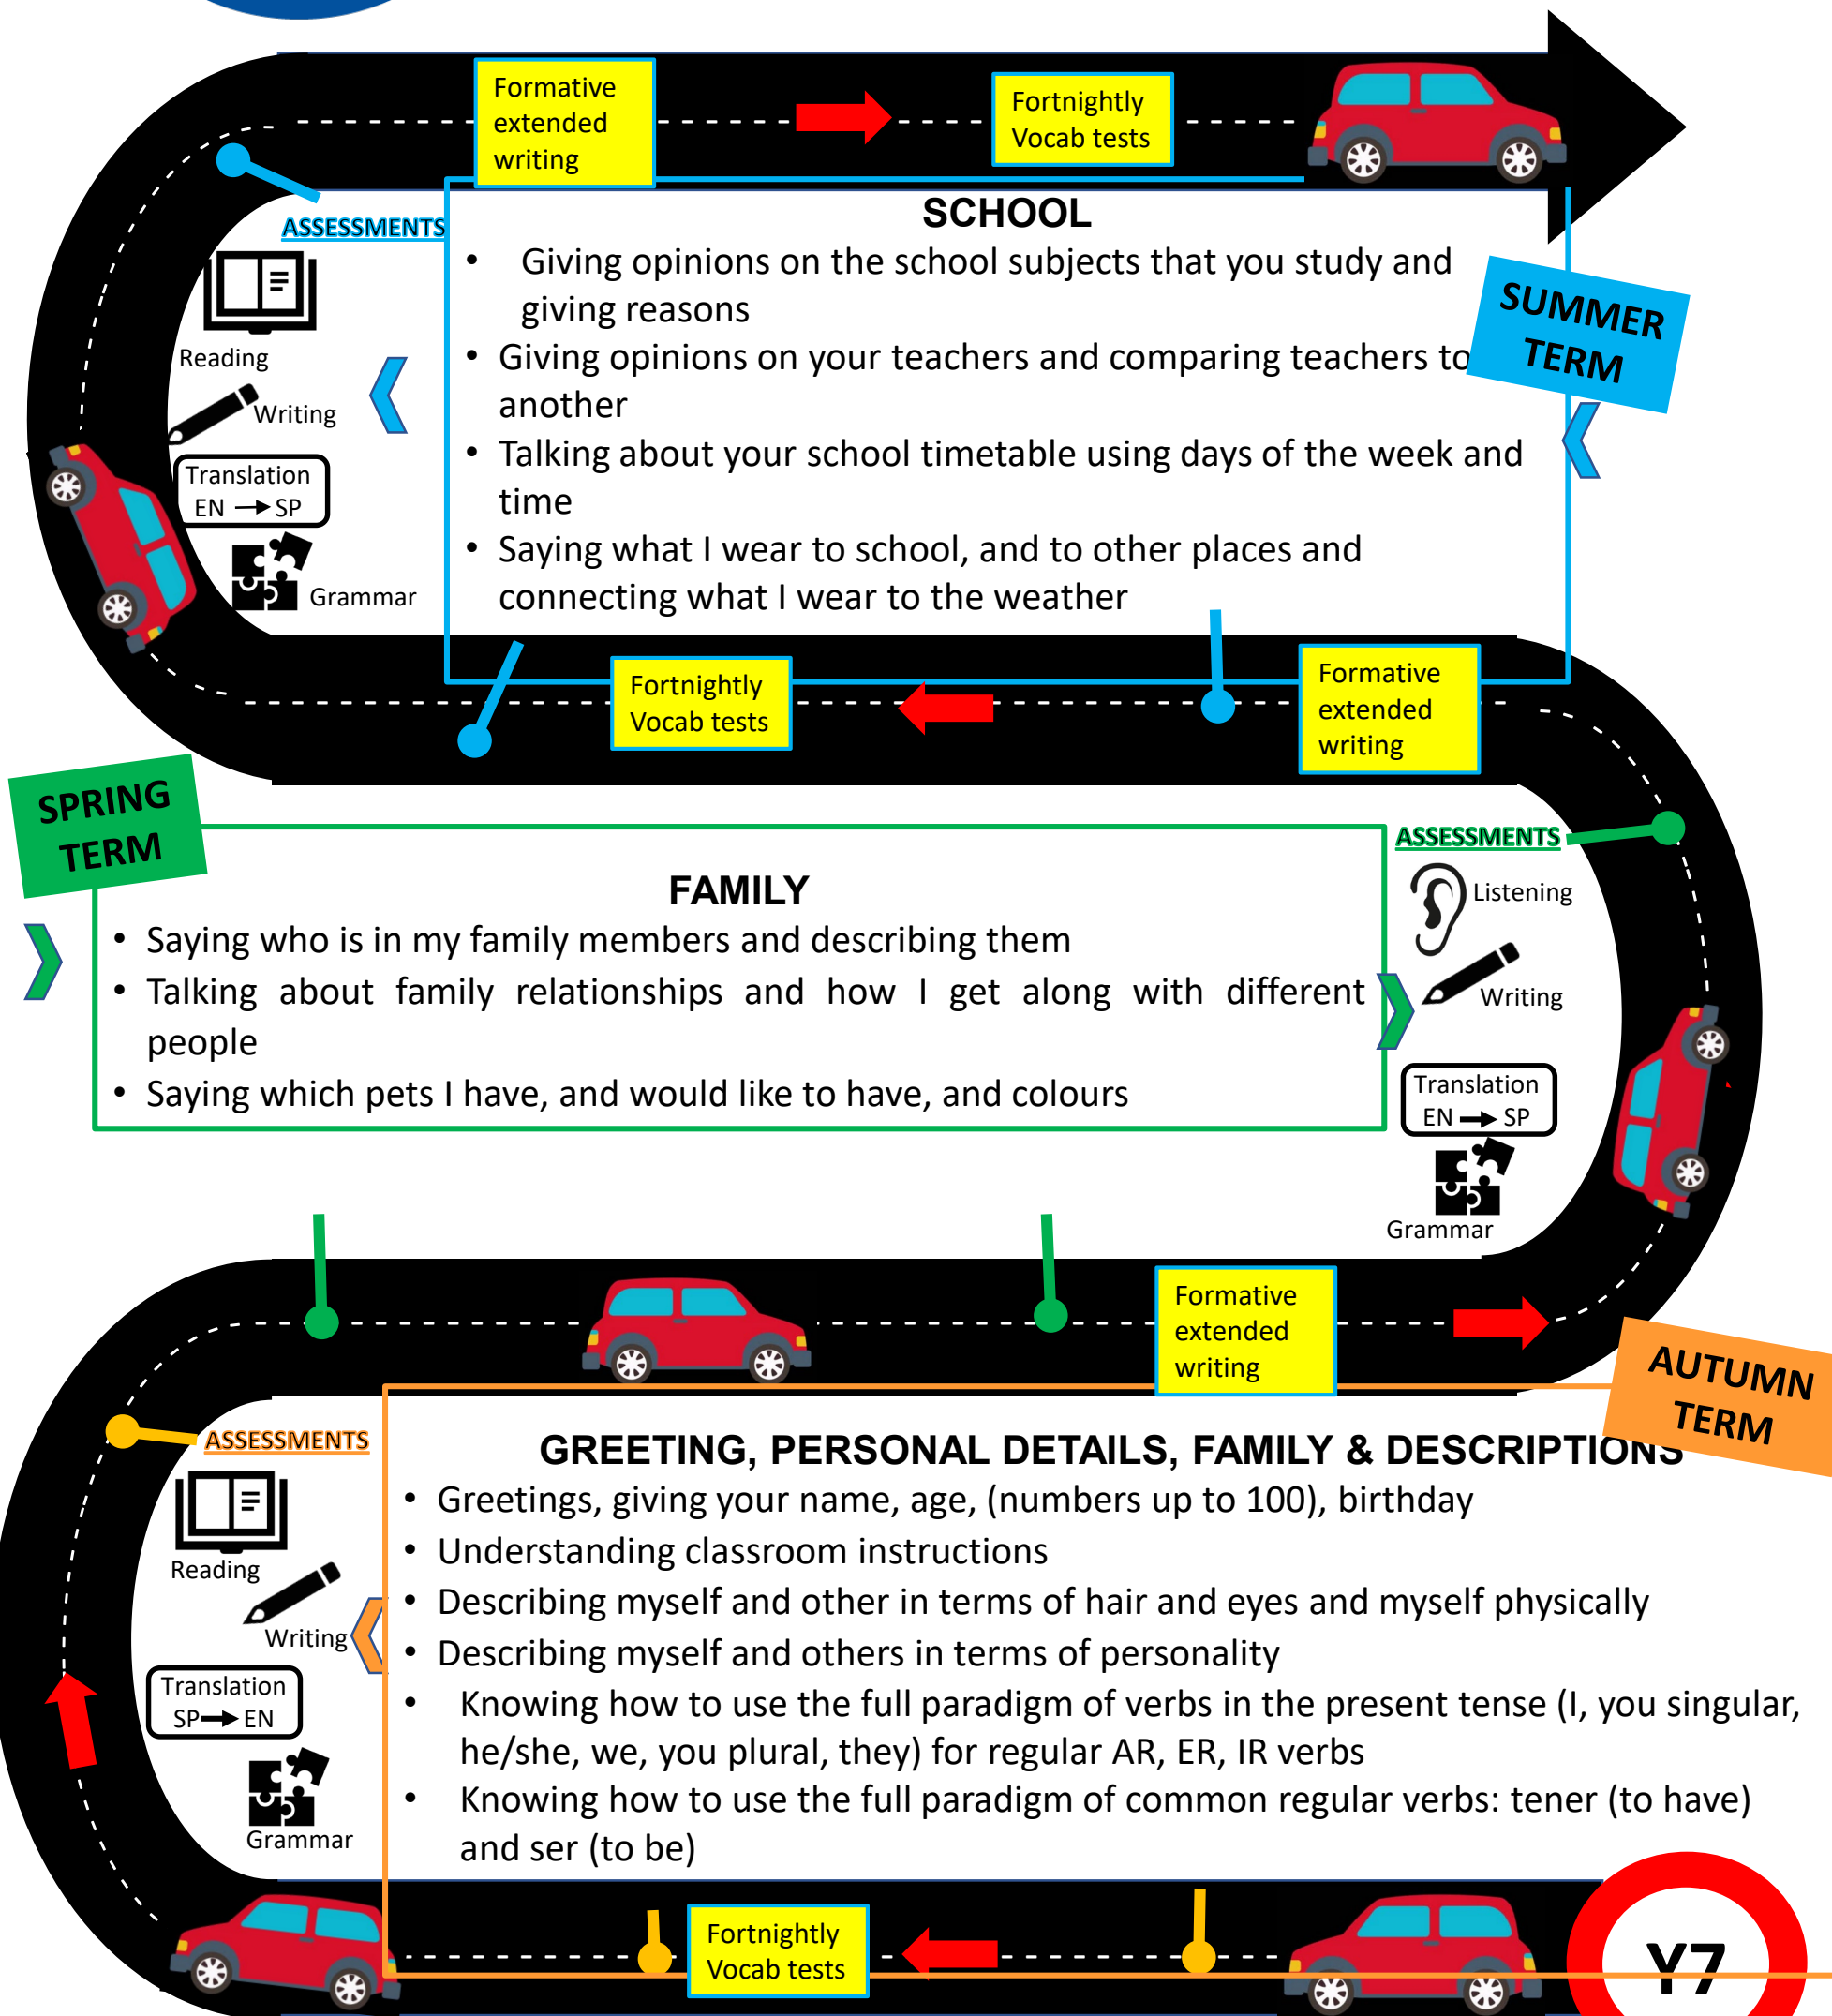 Formative
extended
writing
Fortnightly
Vocab tests
ASSESSMENTS
Reading
Writing
Translation
EN → SP
Grammar
SCHOOL
• Giving opinions on the school subjects that you study and
giving reasons
• Giving opinions on your teachers and comparing teachers to
another
• Talking about your school timetable using days of the week and
time
• Saying what I wear to school, and to other places and
connecting what I wear to the weather
SUMMER
TERM
Fortnightly
Vocab tests
Formative
extended
writing
SPRING
TERM
FAMILY
• Saying who is in my family members and describing them
• Talking about family relationships and how I get along with different
people
• Saying which pets I have, and would like to have, and colours
ASSESSMENTS
Listening
Writing
Translation
EN → SP
Grammar
Formative
extended
writing
AUTUMN
TERM
ASSESSMENTS
Reading
Writing
Translation
SP → EN
Grammar
GREETING, PERSONAL DETAILS, FAMILY & DESCRIPTIONS
• Greetings, giving your name, age, (numbers up to 100), birthday
• Understanding classroom instructions
• Describing myself and other in terms of hair and eyes and myself physically
• Describing myself and others in terms of personality
• Knowing how to use the full paradigm of verbs in the present tense (I, you singular,
he/she, we, you plural, they) for regular AR, ER, IR verbs
• Knowing how to use the full paradigm of common regular verbs: tener (to have)
and ser (to be)
Fortnightly
Vocab tests
Y7